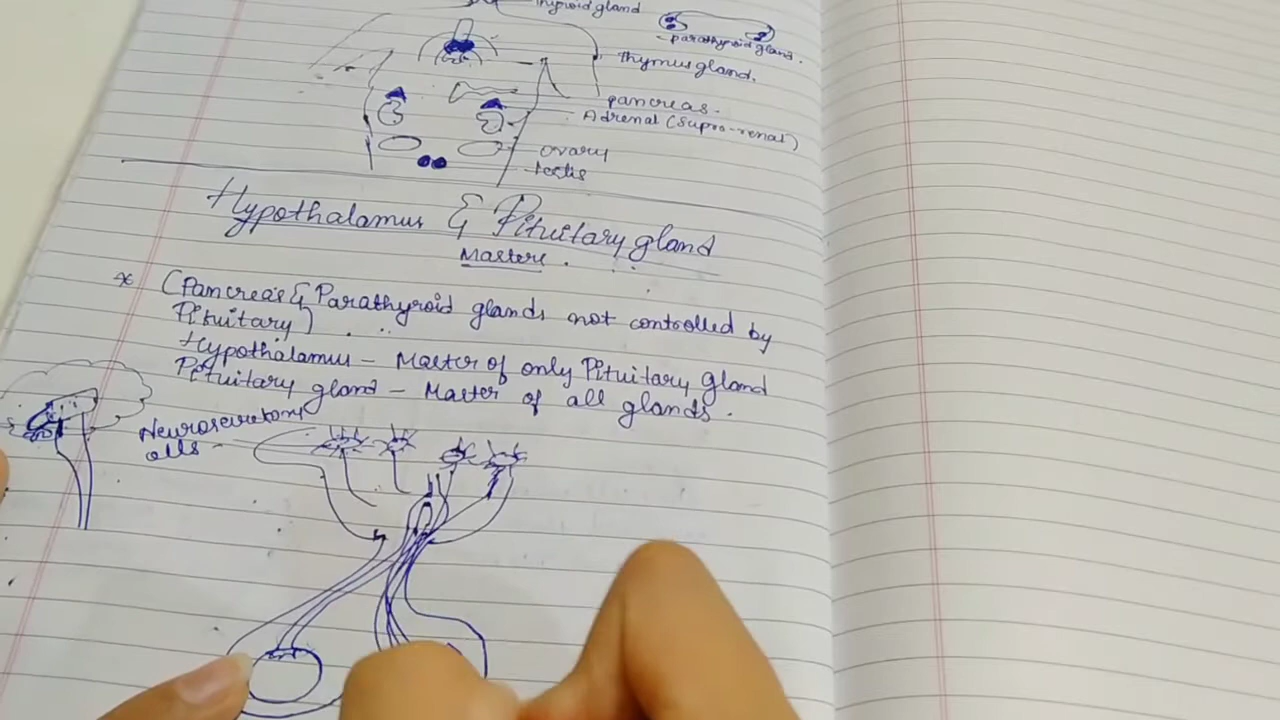 Thyroid gland
- parathyroid gland.
Thymus gland.
pancreas.
Adrenal (Supra-renal)
ovary
testis
Hypothalamus & Pituitary gland
Masters.
* (Pancreas & Parathyroid glands not controlled by
Pituitary)
Hypothalamus - Master of only Pituitary gland
Pituitary gland - Master of all glands.
Neurosecretory
cells -